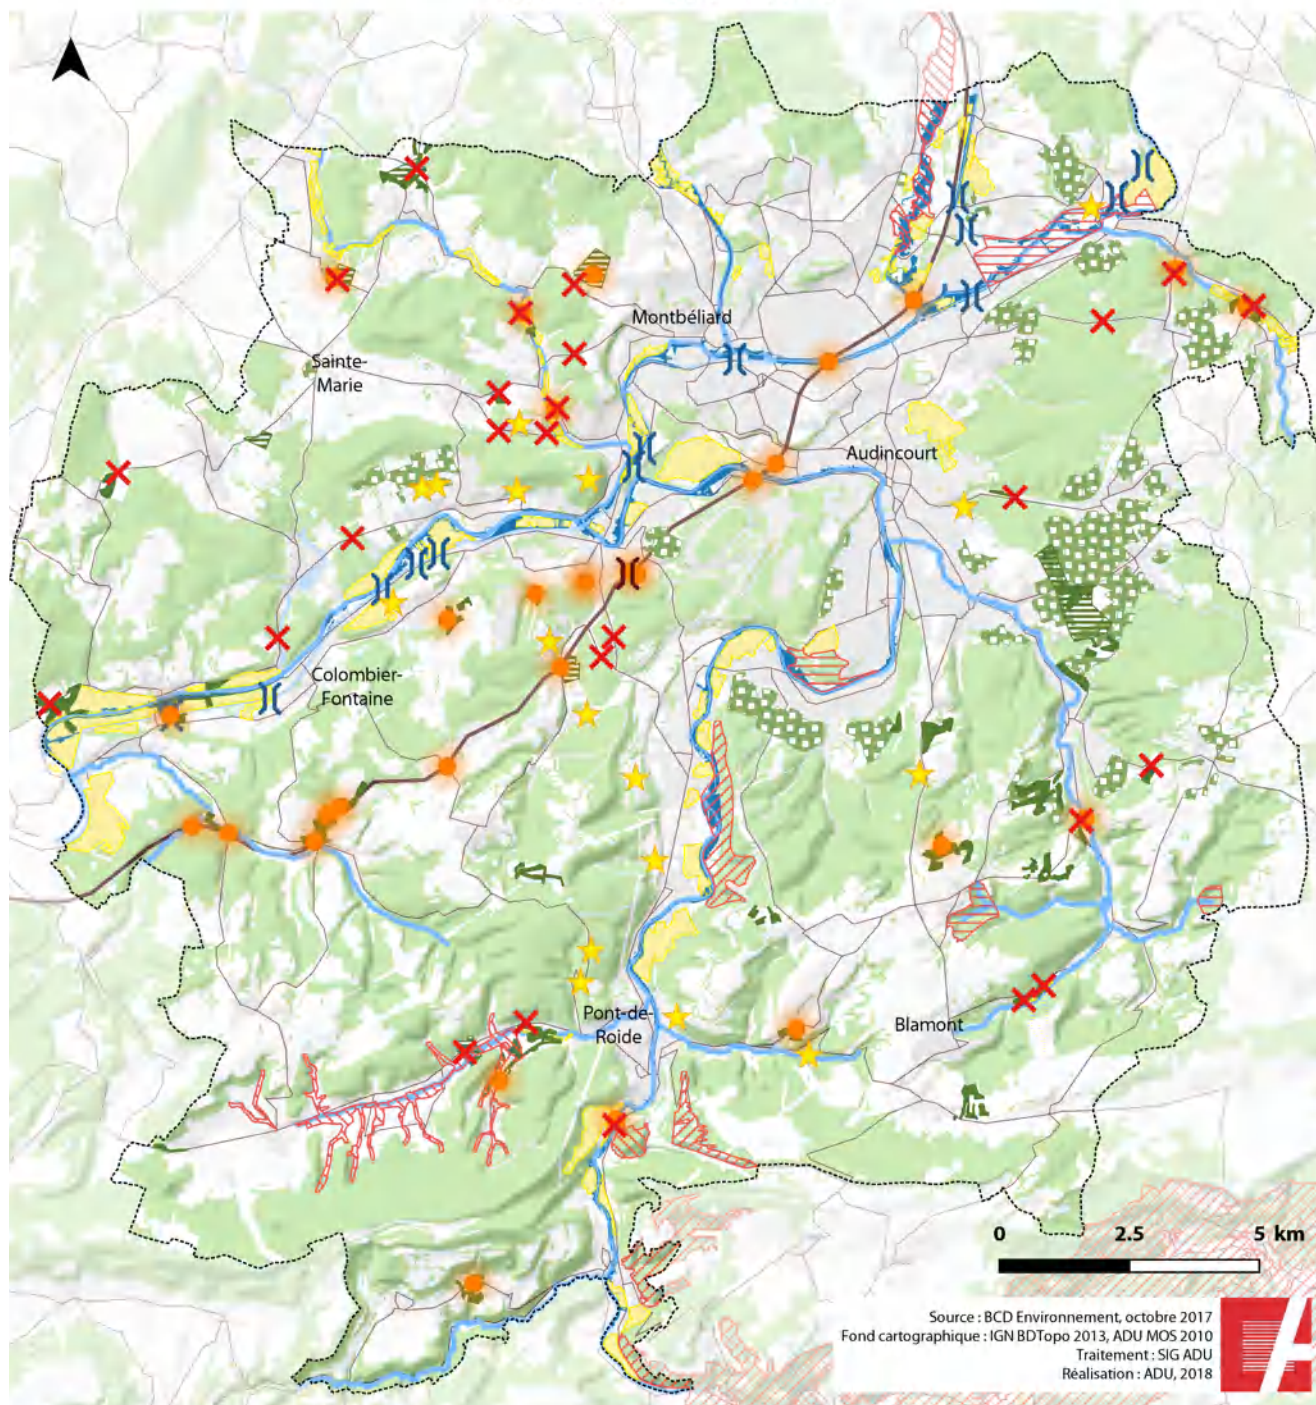 Montbéliard
Sainte-
Marie
Audincourt
Colombier-
Fontaine
Pont-de-
Roide
Blamont
0 2.5 5 km
Source : BCD Environnement, octobre 2017
Fond cartographique : IGN BDTopo 2013, ADU MOS 2010
Traitement : SIG ADU
Réalisation : ADU, 2018